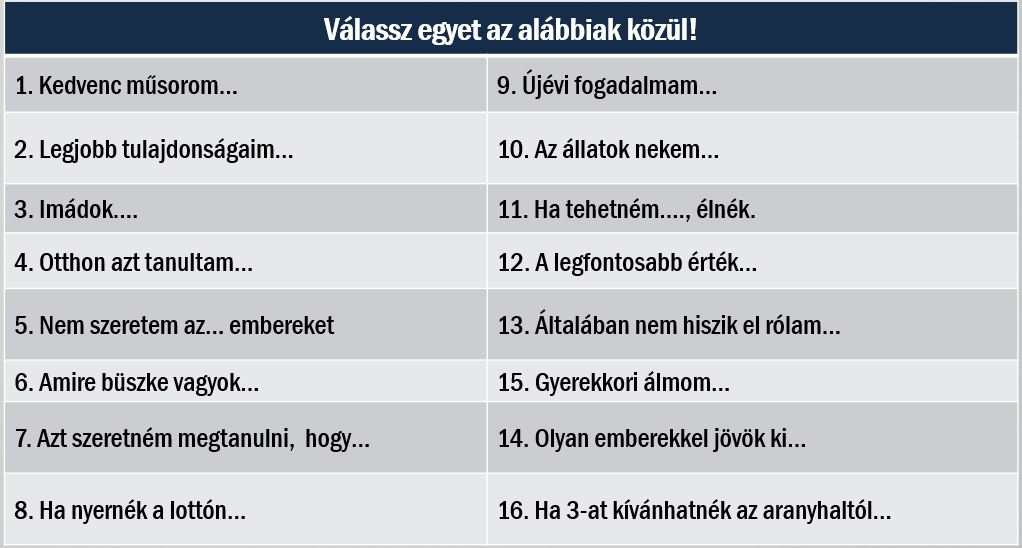 Válassz egyet az alábbiak közül!
1. Kedvenc műsorom...
2. Legjobb tulajdonságaim...
3. Imádok....
4. Otthon azt tanultam...
5. Nem szeretem az... embereket
6. Amire büszke vagyok...
7. Azt szeretném megtanulni, hogy...
8. Ha nyernék a lottón...
9. Újévi fogadalmam...
10. Az állatok nekem...
11. Ha tehetném...., élnék.
12. A legfontosabb érték...
13. Általában nem hiszik el rólam...
15. Gyerekkori álmom...
14. Olyan emberekkel jövök ki...
16. Ha 3-at kívánhatnék az aranyhaltól...